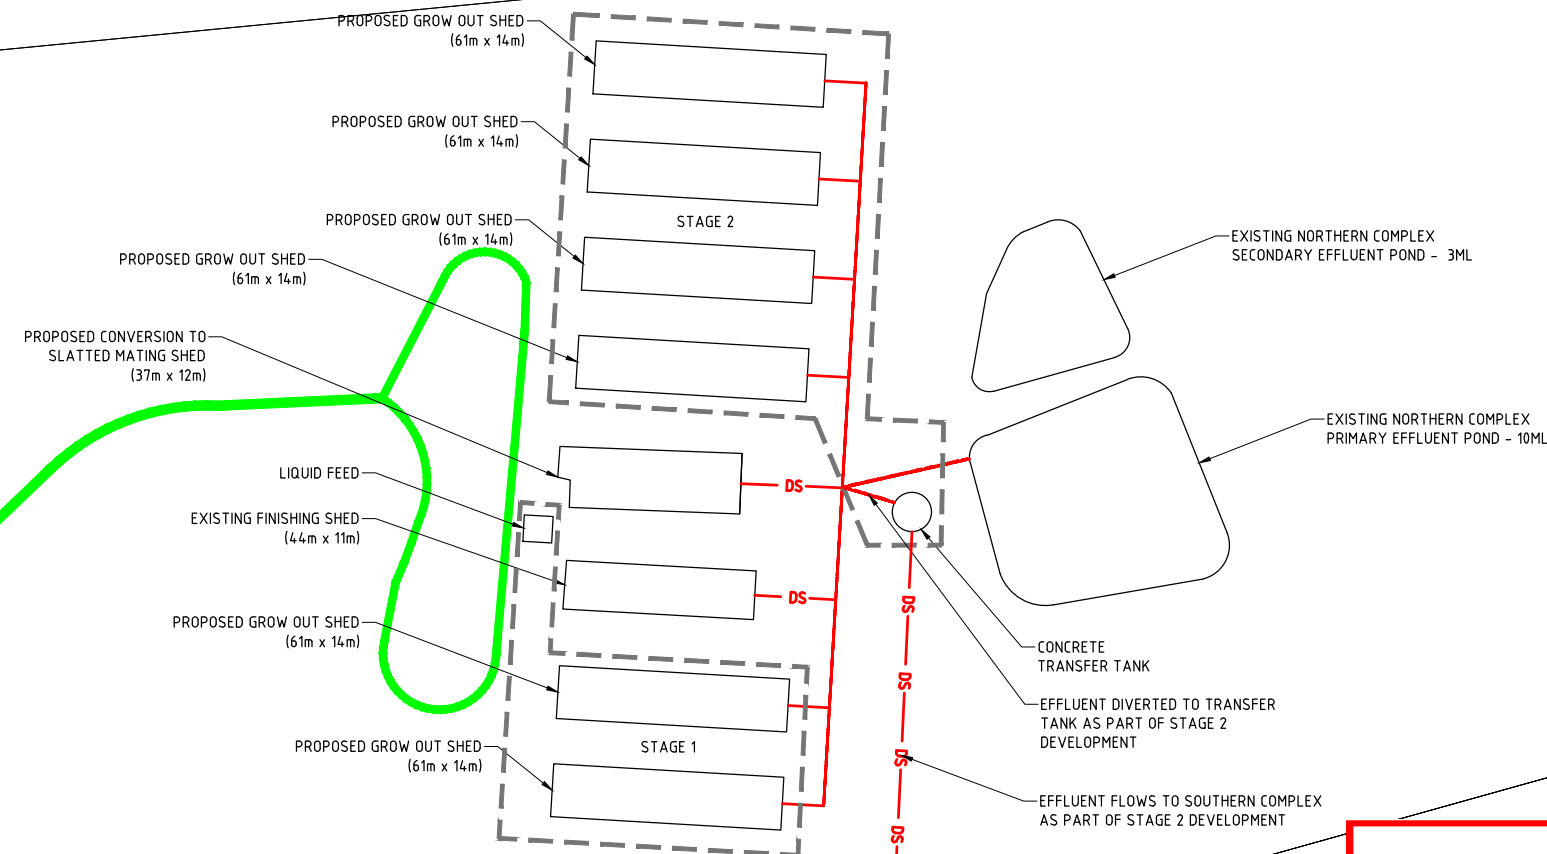 PROPOSED GROW OUT SHED
(61m x 14m)
PROPOSED GROW OUT SHED
(61m x 14m)
PROPOSED GROW OUT SHED
(61m x 14m)
STAGE 2
PROPOSED GROW OUT SHED
(61m x 14m)
EXISTING NORTHERN COMPLEX
SECONDARY EFFLUENT POND - 3ML
PROPOSED CONVERSION TO
SLATTED MATING SHED
(37m x 12m)
EXISTING NORTHERN COMPLEX
PRIMARY EFFLUENT POND - 10ML
LIQUID FEED
DS
EXISTING FINISHING SHED
(44m x 11m)
DS
DS
PROPOSED GROW OUT SHED
(61m x 14m)
CONCRETE
TRANSFER TANK
DS
EFFLUENT DIVERTED TO TRANSFER
TANK AS PART OF STAGE 2
DEVELOPMENT
STAGE 1
PROPOSED GROW OUT SHED
(61m x 14m)
DS
EFFLUENT FLOWS TO SOUTHERN COMPLEX
AS PART OF STAGE 2 DEVELOPMENT
DS